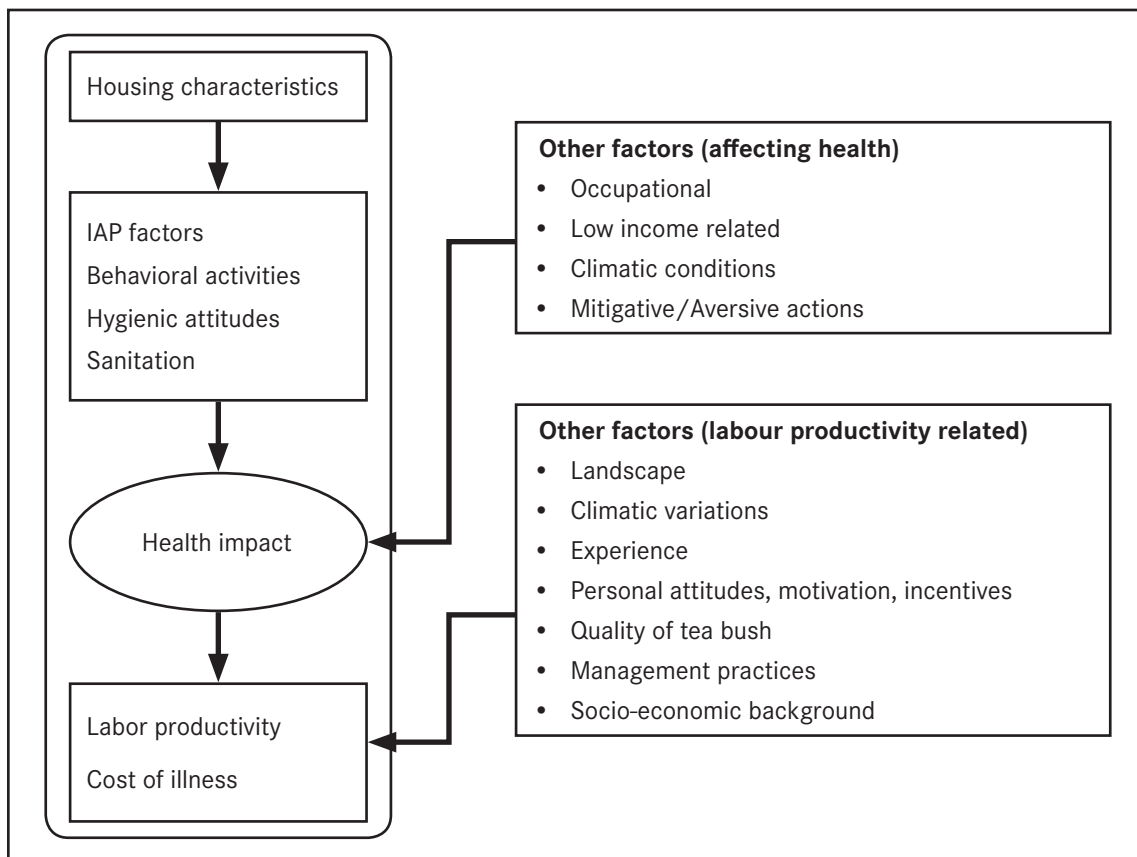 Housing characteristics
IAP factors
Behavioral activities
Hygienic attitudes
Sanitation
Health impact
Labor productivity
Cost of illness
Other factors (affecting health)
• Occupational
• Low income related
• Climatic conditions
• Mitigative/Aversive actions
Other factors (labour productivity related)
• Landscape
• Climatic variations
• Experience
• Personal attitudes, motivation, incentives
• Quality of tea bush
• Management practices
• Socio-economic background